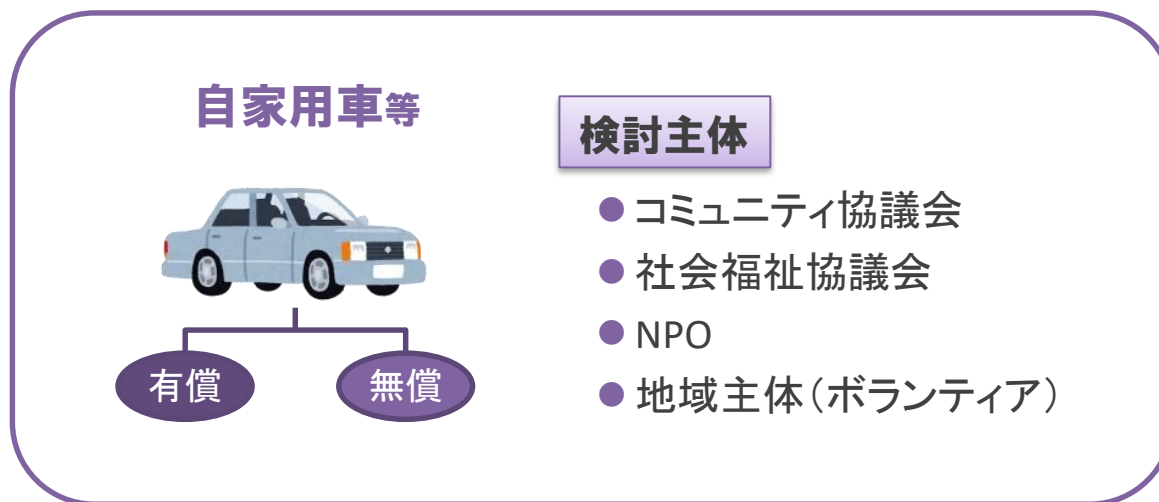 自家用車等
有償
無償
検討主体
● コミュニティ協議会
● 社会福祉協議会
● NPO
● 地域主体（ボランティア）